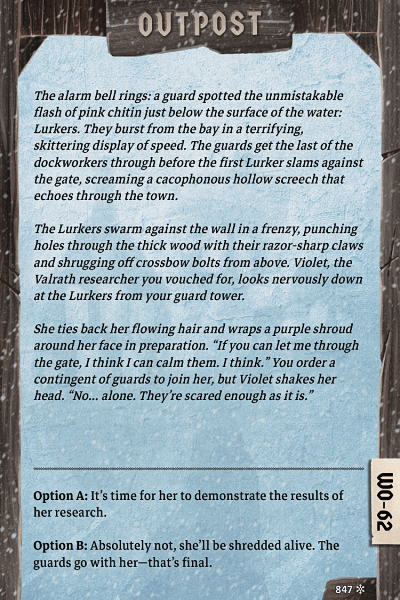 OUTPOST
The alarm bell rings: a guard spotted the unmistakable
flash of pink chitin just below the surface of the water:
Lurkers. They burst from the bay in a terrifying,
skittering display of speed. The guards get the last of the
dockworkers through before the first Lurker slams against
the gate, screaming a cacophonous hollow screech that
echoes through the town.
The Lurkers swarm against the wall in a frenzy, punching
holes through the thick wood with their razor-sharp claws
and shrugging off crossbow bolts from above. Violet, the
Valrath researcher you vouched for, looks nervously down
at the Lurkers from your guard tower.
She ties back her flowing hair and wraps a purple shroud
around her face in preparation. “If you can let me through
the gate, I think I can calm them. I think.” You order a
contingent of guards to join her, but Violet shakes her
head. “No... alone. They’re scared enough as it is.”
Option A: It’s time for her to demonstrate the results of
her research.
Option B: Absolutely not, she’ll be shredded alive. The
guards go with her—that’s final.
WO-62
847